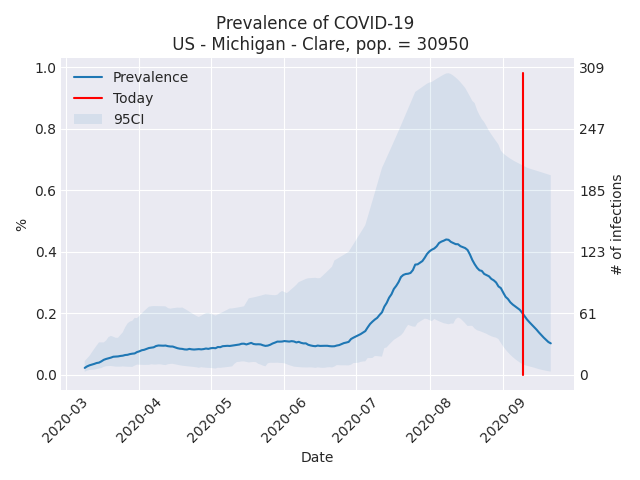 Prevalence of COVID-19
US - Michigan - Clare, pop. = 30950
Prevalence
Today
95CI
1.0
0.8
0.6
0.4
0.2
0.0
%
309
247
185
123
61
0
# of infections
2020-03
2020-04
2020-05
2020-06
2020-07
2020-08
2020-09
Date